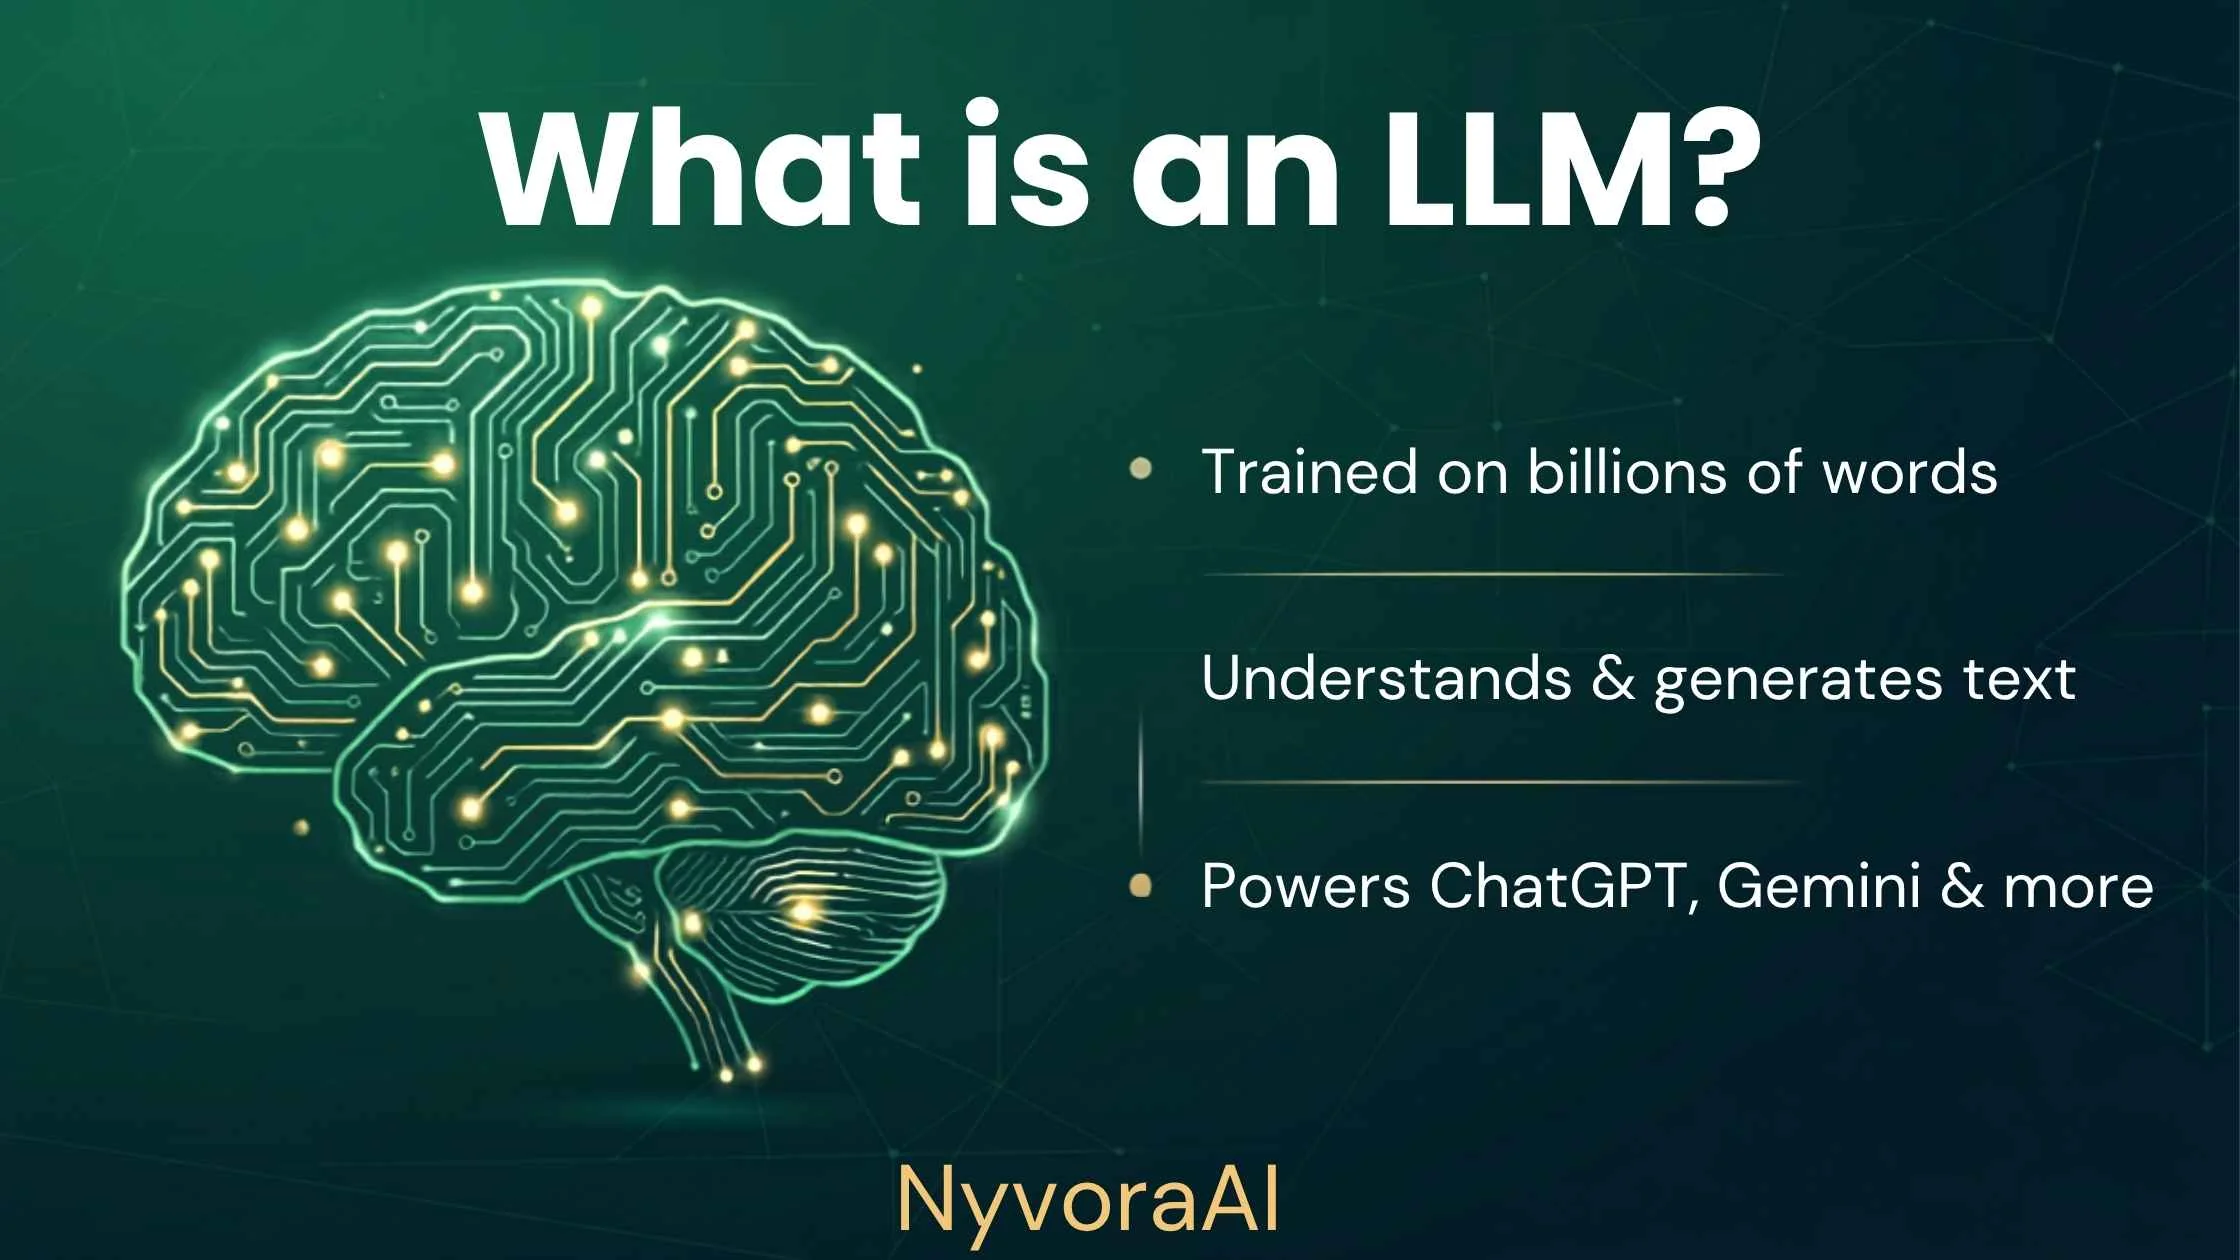 What is an LLM?
Trained on billions of words
Understands & generates text
Powers ChatGPT, Gemini & more
NyvoraAI